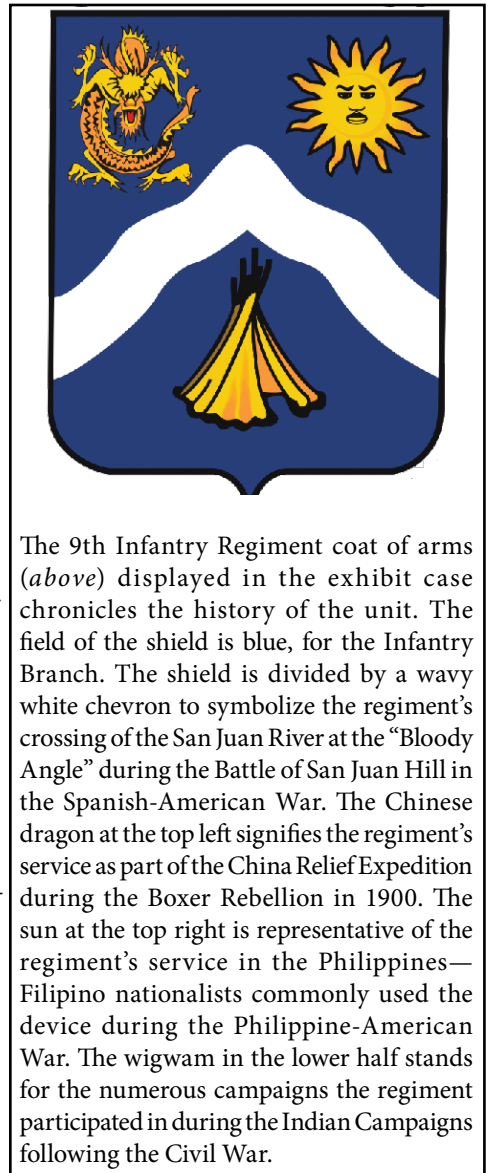 The 9th Infantry Regiment coat of arms
(above) displayed in the exhibit case
chronicles the history of the unit. The
field of the shield is blue, for the Infantry
Branch. The shield is divided by a wavy
white chevron to symbolize the regiment’s
crossing of the San Juan River at the “Bloody
Angle” during the Battle of San Juan Hill in
the Spanish-American War. The Chinese
dragon at the top left signifies the regiment’s
service as part of the China Relief Expedition
during the Boxer Rebellion in 1900. The
sun at the top right is representative of the
regiment’s service in the Philippines—
Filipino nationalists commonly used the
device during the Philippine-American
War. The wigwam in the lower half stands
for the numerous campaigns the regiment
participated in during the Indian Campaigns
following the Civil War.